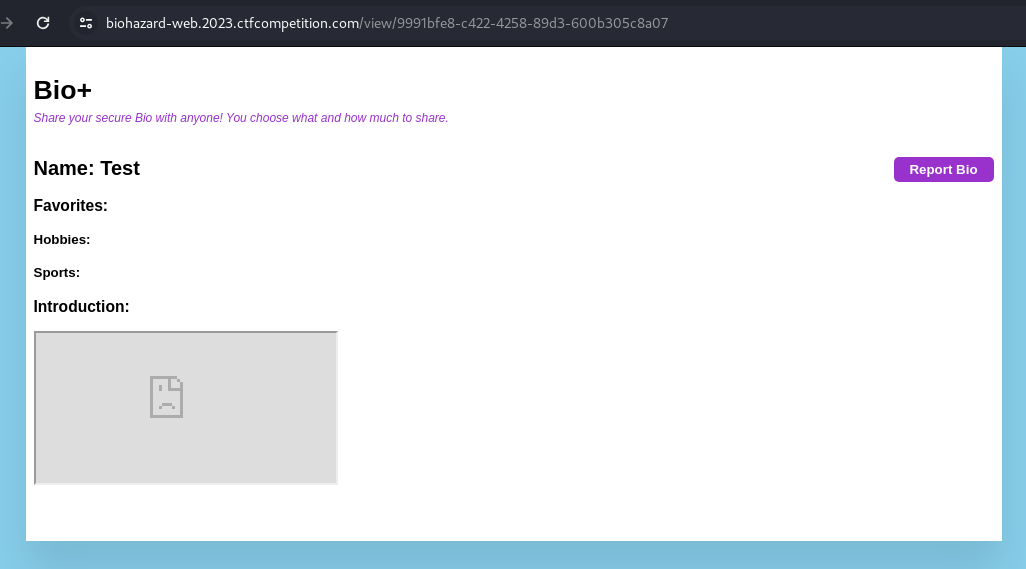 biohazard-web.2023.ctfcompetition.com/view/9991bfe8-c422-4258-89d3-600b305c8a07
Bio+
Share your secure Bio with anyone! You choose what and how much to share.
Name: Test
Report Bio
Favorites:
Hobbies:
Sports:
Introduction: